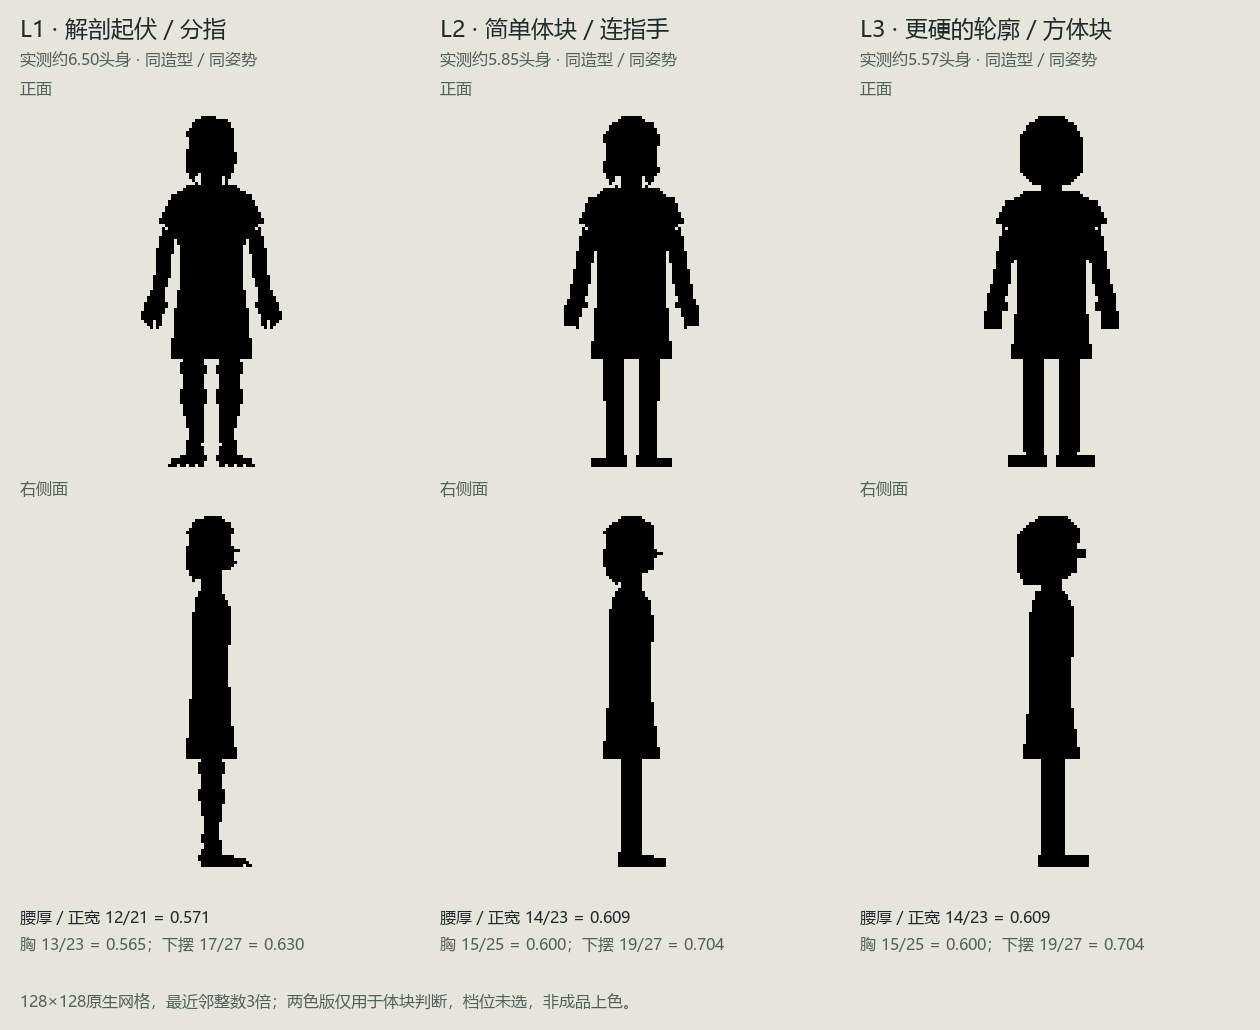 L1 · 解剖起伏 / 分指
实测约6.50头身 · 同造型 / 同姿势
正面
右侧面
腰厚 / 正宽 12/21 = 0.571
胸 13/23 = 0.565；下摆 17/27 = 0.630
L2 · 简单体块 / 连指手
实测约5.85头身 · 同造型 / 同姿势
正面
右侧面
腰厚 / 正宽 14/23 = 0.609
胸 15/25 = 0.600；下摆 19/27 = 0.704
L3 · 更硬的轮廓 / 方体块
实测约5.57头身 · 同造型 / 同姿势
正面
右侧面
腰厚 / 正宽 14/23 = 0.609
胸 15/25 = 0.600；下摆 19/27 = 0.704
128×128原生网格，最近邻整数3倍；两色版仅用于体块判断，档位未选，非成品上色。